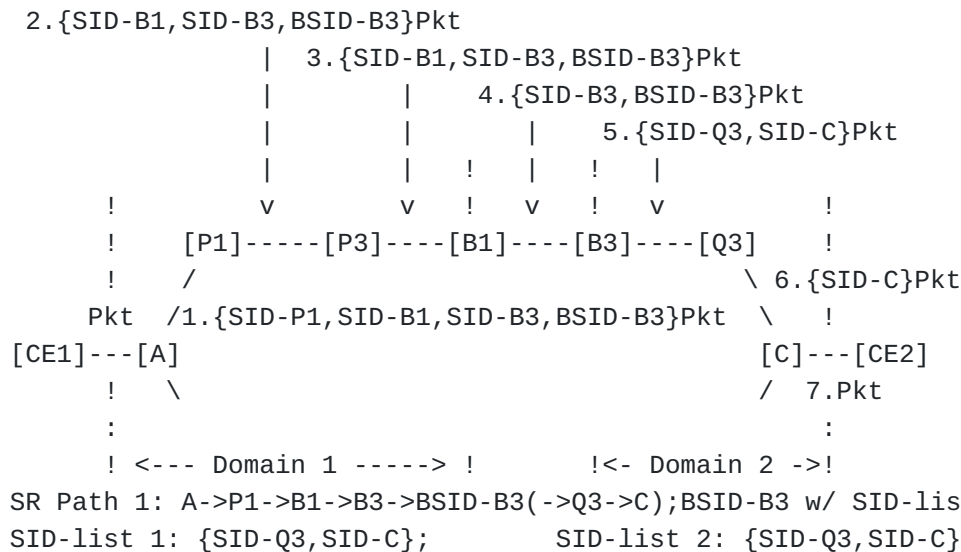 2.{SID-B1,SID-B3,BSID-B3}Pkt
                    |  3.{SID-B1,SID-B3,BSID-B3}Pkt
                    |          |     4.{SID-B3,BSID-B3}Pkt
                    |          |         |     5.{SID-Q3,SID-C}Pkt
                    |          |    !    |    !    |
        !           v          v    !    v    !    v             !
        !     [P1]-----[P3]----[B1]----[B3]----[Q3]     !
        !     /                                            \ 6.{SID-C}Pkt
      Pkt  /1.{SID-P1,SID-B1,SID-B3,BSID-B3}Pkt  \    !
[CE1]---[A]                                              [C]---[CE2]
        !    \                                               /  7.Pkt
        :                                                         :
        ! <--- Domain 1 -----> !         !<- Domain 2 ->!
SR Path 1: A->P1->B1->B3->BSID-B3(->Q3->C);BSID-B3 w/ SID-lis
SID-list 1: {SID-Q3,SID-C};          SID-list 2: {SID-Q3,SID-C}